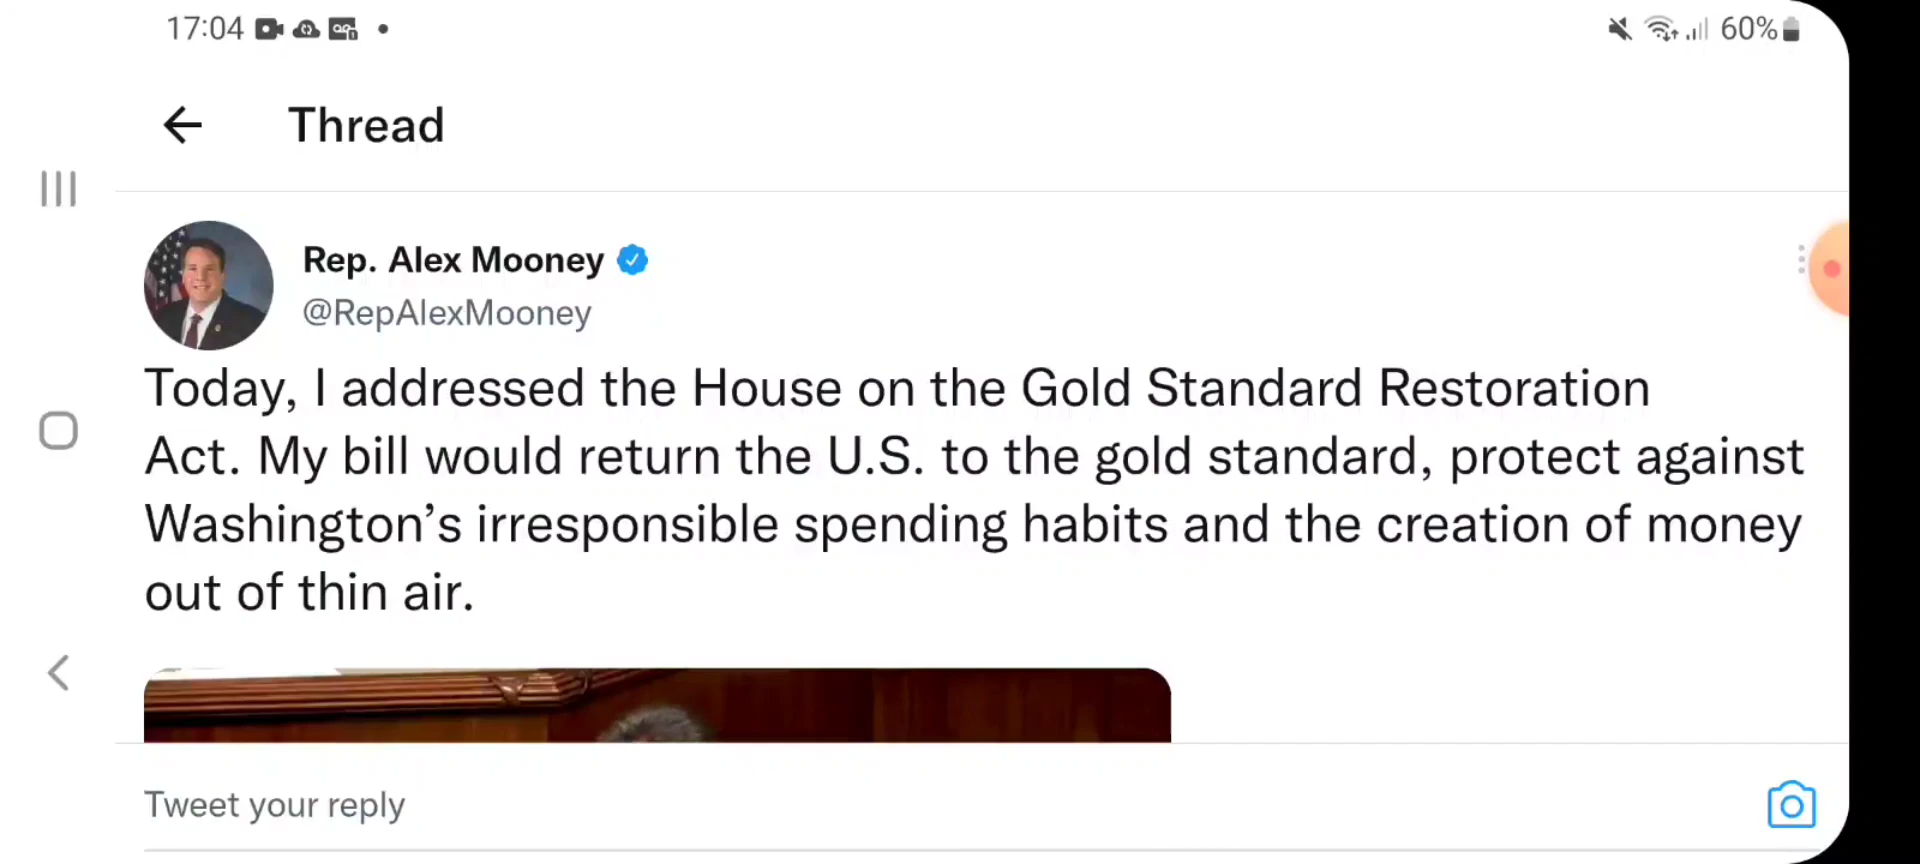 17:04
60%
Thread
Rep. Alex Mooney
@RepAlexMooney
Today, I addressed the House on the Gold Standard Restoration
Act. My bill would return the U.S. to the gold standard, protect against
Washington’s irresponsible spending habits and the creation of money
out of thin air.
Tweet your reply